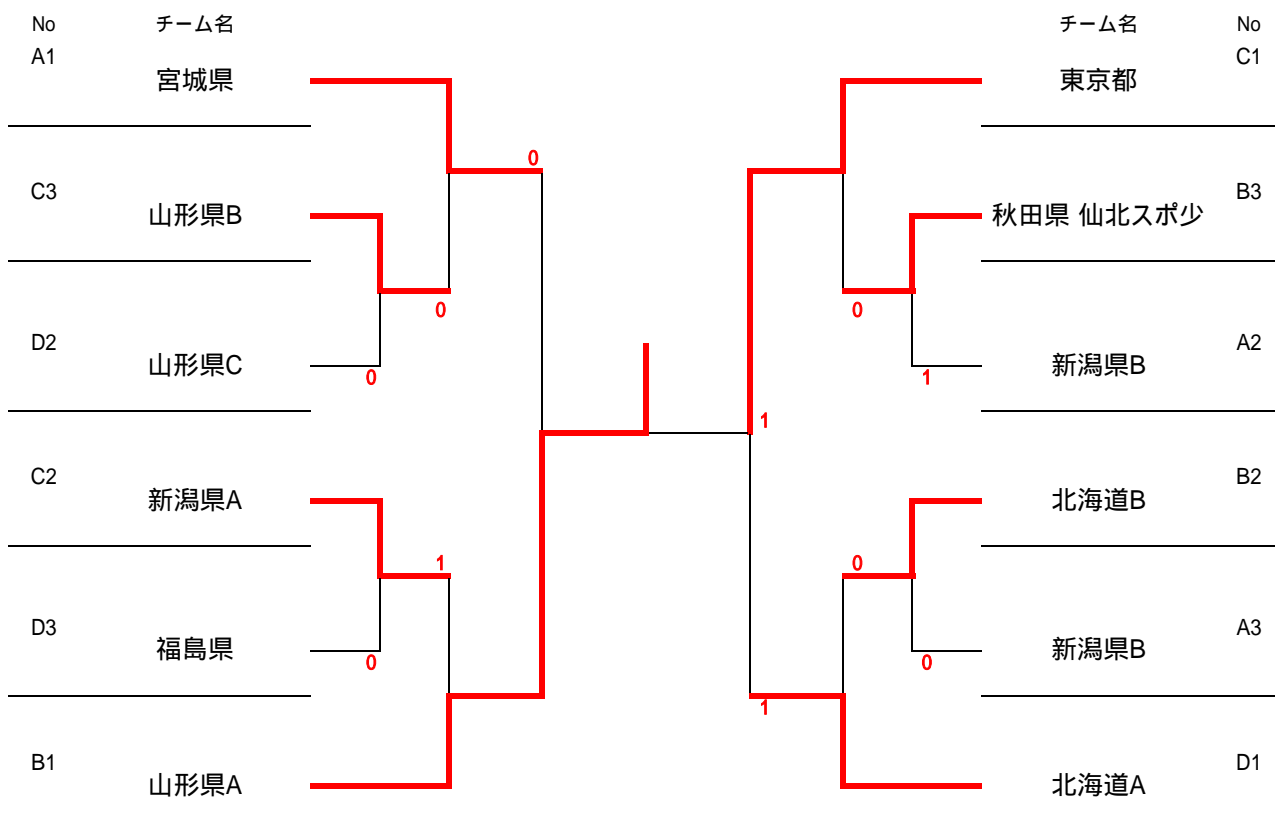 No チーム名 チーム名 No
A1 C1
宮城県 東京都
0
C3 B3
山形県B 秋田県 仙北スポ少
0 0
D2 A2
山形県C 新潟県B
0 1
1
C2 B2
新潟県A 北海道B
1 0
D3 A3
福島県 新潟県B
0 0
1
B1 D1
山形県A 北海道A